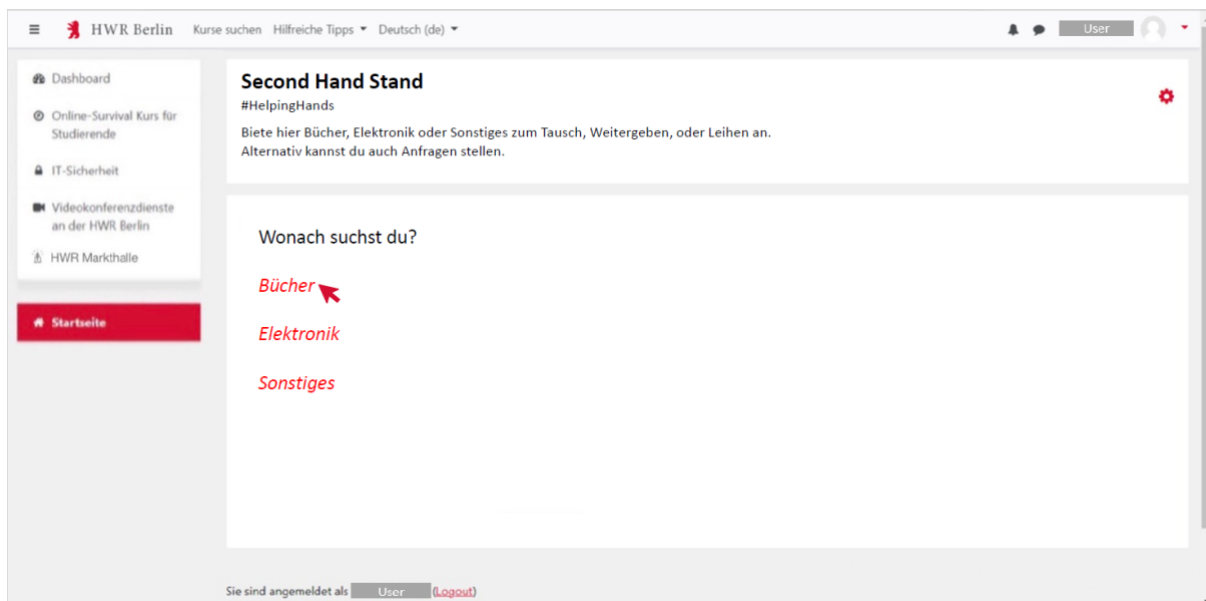 HWR Berlin Kurse suchen Hilfreiche Tipps Deutsch (de) User
Dashboard
Online-Survival Kurs für
Studierende
IT-Sicherheit
Videokonferenzdienste
an der HWR Berlin
HWR Markthalle
Startseite
Second Hand Stand
#HelpingHands
Biete hier Bücher, Elektronik oder Sonstiges zum Tausch, Weitergeben, oder Leihen an.
Alternativ kannst du auch Anfragen stellen.
Wonach suchst du?
Bücher
Elektronik
Sonstiges
Sie sind angemeldet als User (Logout)